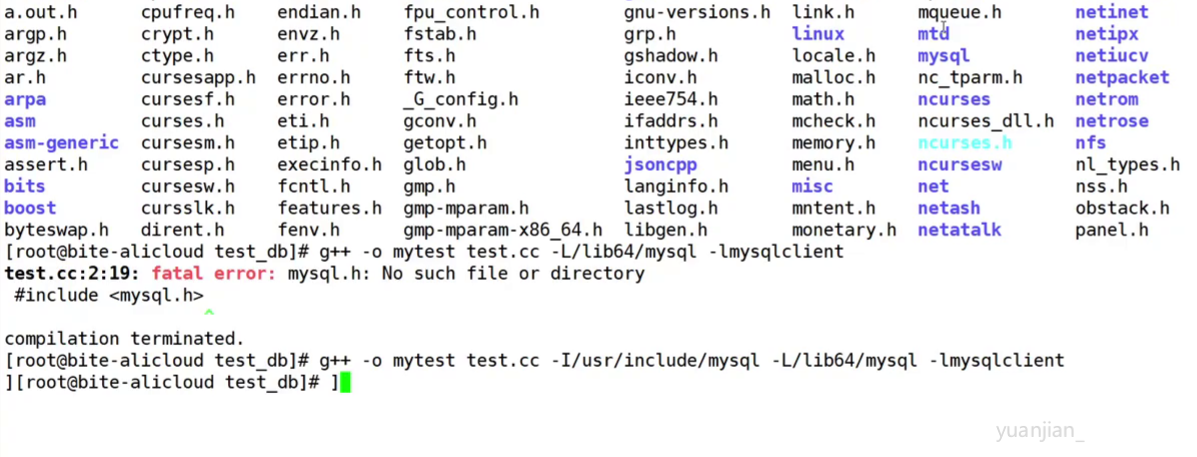 a.out.h cpufreq.h endian.h fpu_control.h gnu-versions.h link.h mqueue.h netinet
argp.h crypt.h envz.h fstab.h grp.h linux mtd netipx
argz.h ctype.h err.h fts.h gshadow.h locale.h mysql netiucv
ar.h cursesapp.h errno.h ftw.h iconv.h malloc.h nc_tparm.h netpacket
arpa cursesf.h error.h _G_config.h ieee754.h math.h ncurses netrom
asm curses.h eti.h gconv.h ifaddrs.h mcheck.h ncurses_dll.h netrose
asm-generic cursesm.h etip.h getopt.h inttypes.h memory.h ncurses.h nfs
assert.h cursesp.h execinfo.h glob.h jsoncpp menu.h ncursesw nl_types.h
bits cursesw.h fcntl.h gmp.h langinfo.h misc net nss.h
boost cursslk.h features.h gmp-mparam.h lastlog.h mntent.h netash obstack.h
byteswap.h dirent.h fenv.h gmp-mparam-x86_64.h libgen.h monetary.h netatalk panel.h
[root@bite-alicloud test_db]# g++ -o mytest test.cc -L/lib64/mysql -lmysqlclient
test.cc:2:19: fatal error: mysql.h: No such file or directory
#include <mysql.h>
^
compilation terminated.
[root@bite-alicloud test_db]# g++ -o mytest test.cc -I/usr/include/mysql -L/lib64/mysql -lmysqlclient
][root@bite-alicloud test_db]# ]
yuanjian_